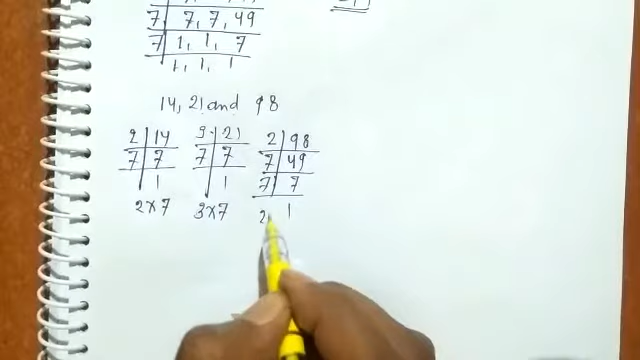 7 | 7, 7, 49
7 | 1, 1, 7
1, 1, 1
14, 21 and 98
2 | 14 3 | 21 2 | 98
7 | 7 7 | 7 7 | 49
1 1 7 | 7
2×7 3×7 2 1